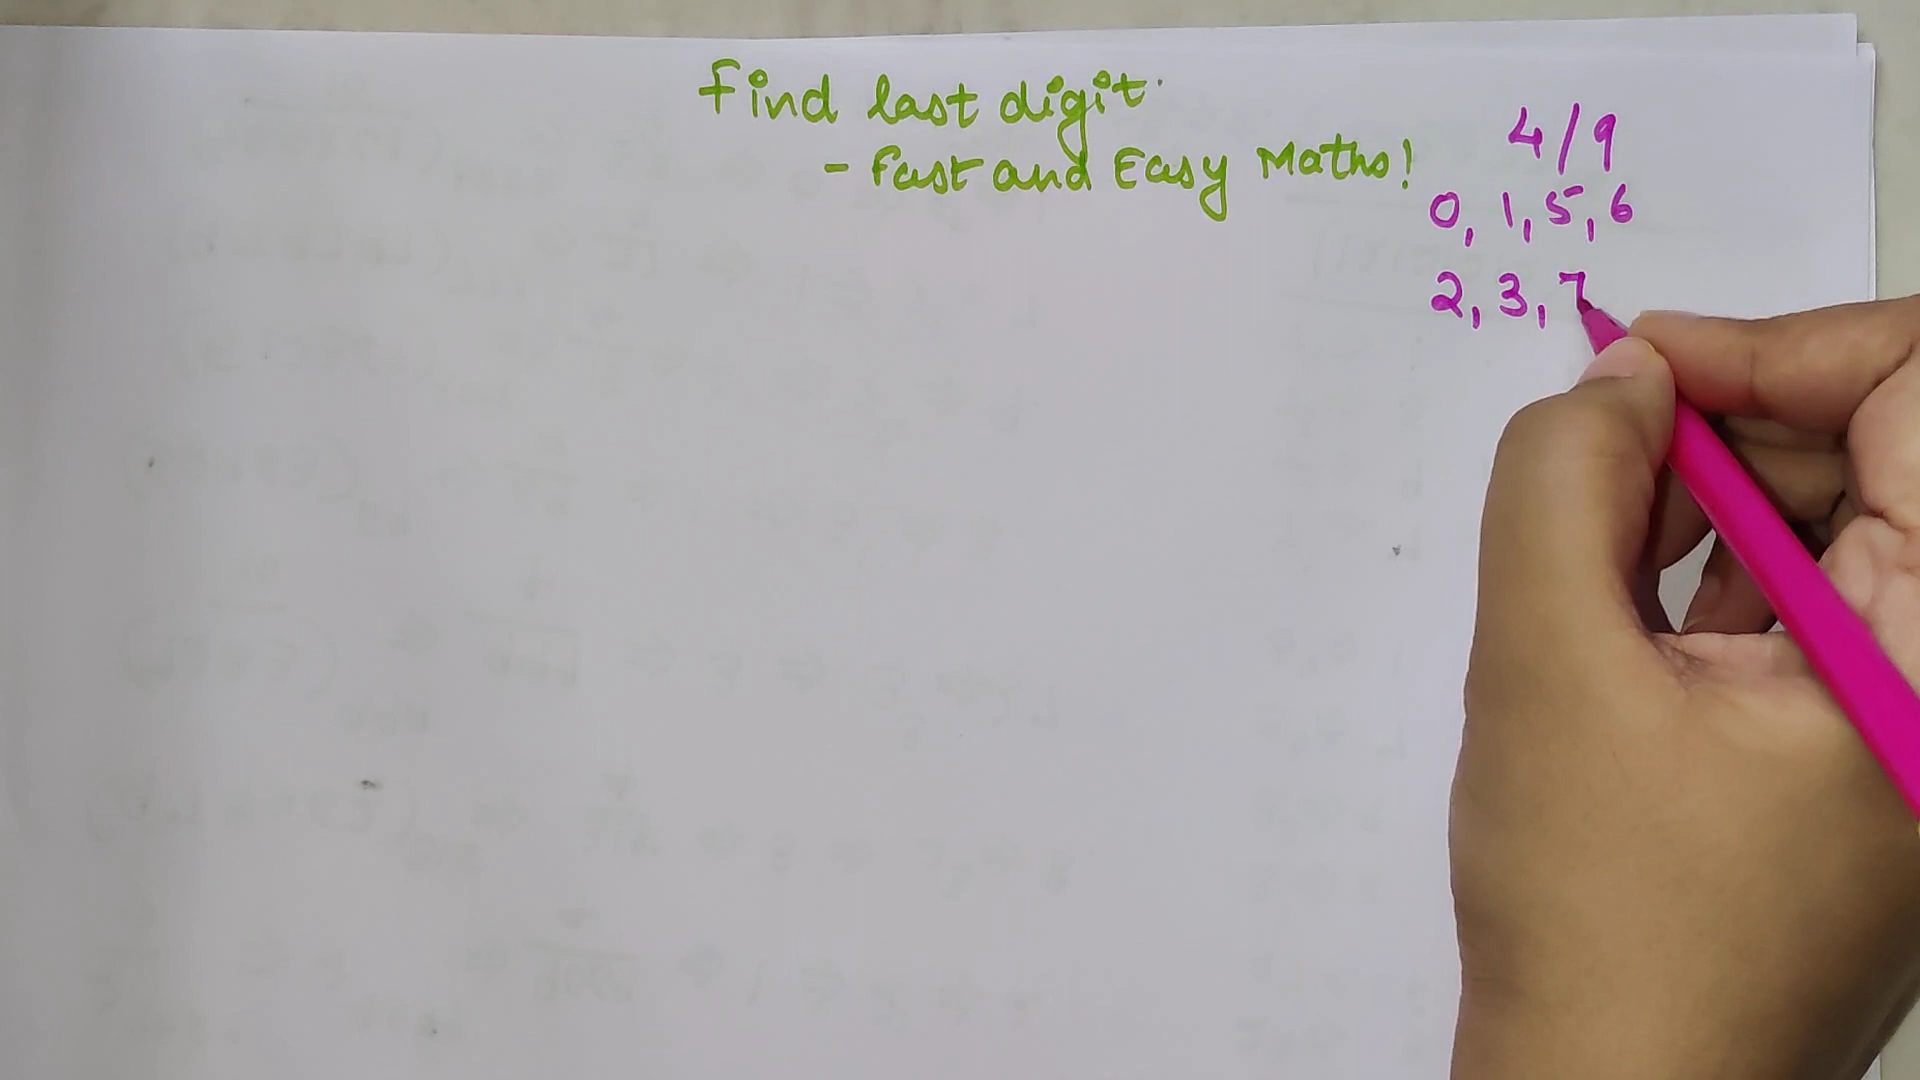 Find last digit.
- Fast and Easy Maths!
4/9
0, 1, 5, 6
2, 3, 7